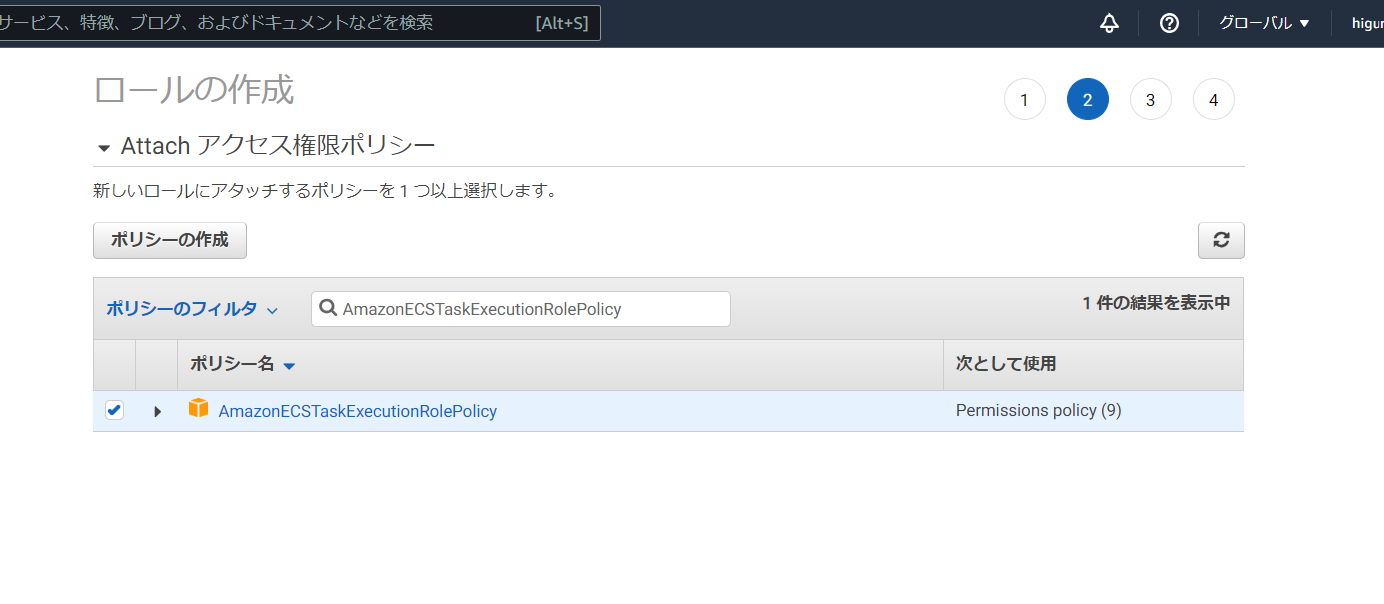 サービス、特徴、ブログ、およびドキュメントなどを検索 [Alt+S] グローバル ▼ higur
ロールの作成 1 2 3 4
Attach アクセス権限ポリシー
新しいロールにアタッチするポリシーを 1 つ以上選択します。
ポリシーの作成
ポリシーのフィルタ AmazonECSTaskExecutionRolePolicy 1 件の結果を表示中
ポリシー名 次として使用
AmazonECSTaskExecutionRolePolicy Permissions policy (9)